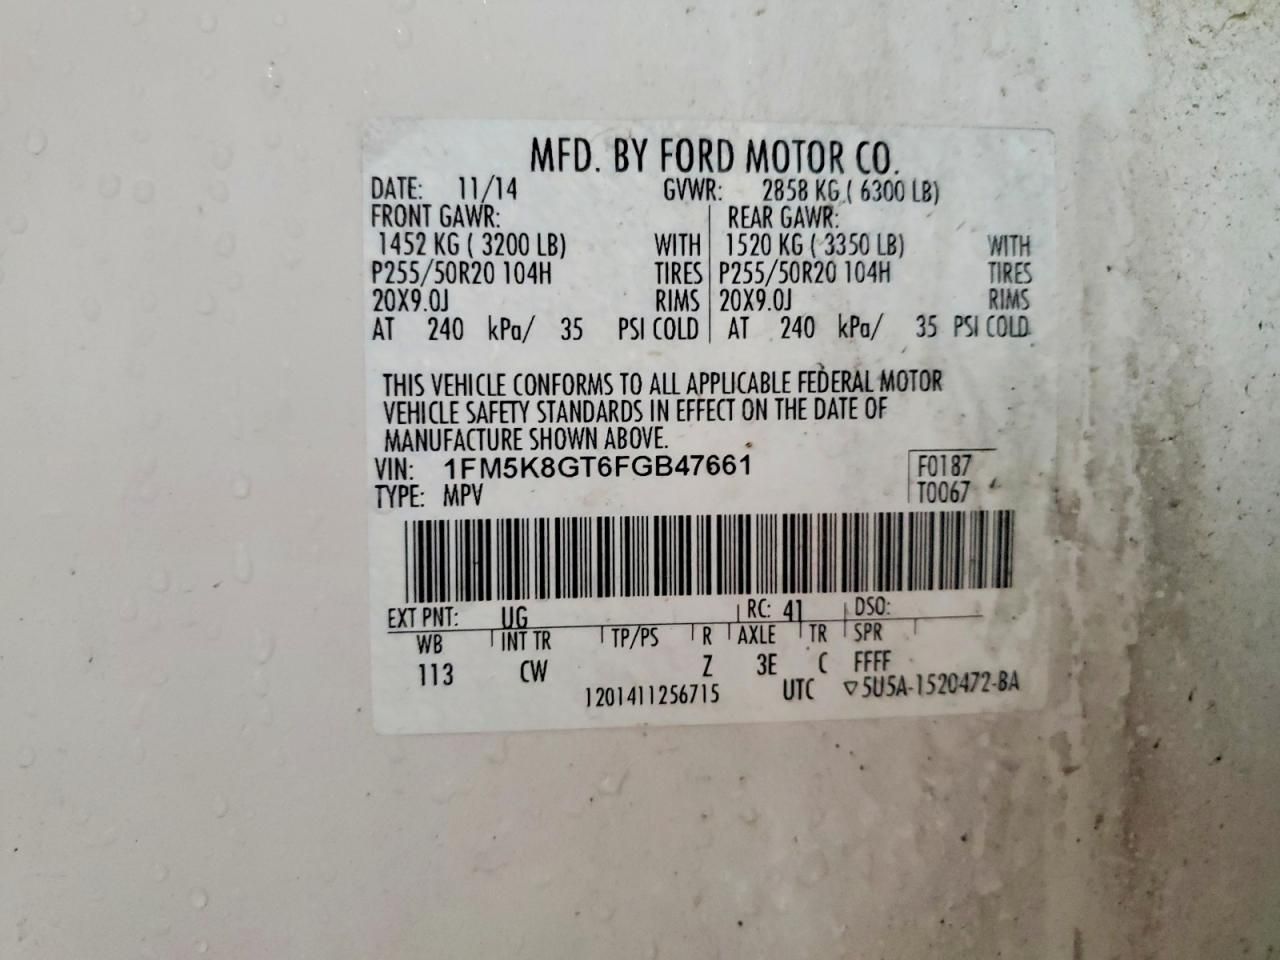 MFD. BY FORD MOTOR CO.
DATE: 11/14 GVWR: 2858 KG ( 6300 LB)
FRONT GAWR: REAR GAWR:
1452 KG ( 3200 LB) WITH 1520 KG ( 3350 LB) WITH
P255/50R20 104H TIRES P255/50R20 104H TIRES
20X9.0J RIMS 20X9.0J RIMS
AT 240 kPa/ 35 PSI COLD AT 240 kPa/ 35 PSI COLD
THIS VEHICLE CONFORMS TO ALL APPLICABLE FEDERAL MOTOR
VEHICLE SAFETY STANDARDS IN EFFECT ON THE DATE OF
MANUFACTURE SHOWN ABOVE.
VIN: 1FM5K8GT6FGB47661 F0187
TYPE: MPV T0067
EXT PNT: UG RC: 41 DSO:
WB INT TR TP/PS R AXLE TR SPR
113 CW Z 3E C FFFF
1201411256715 UTC ▽5U5A-1520472-BA